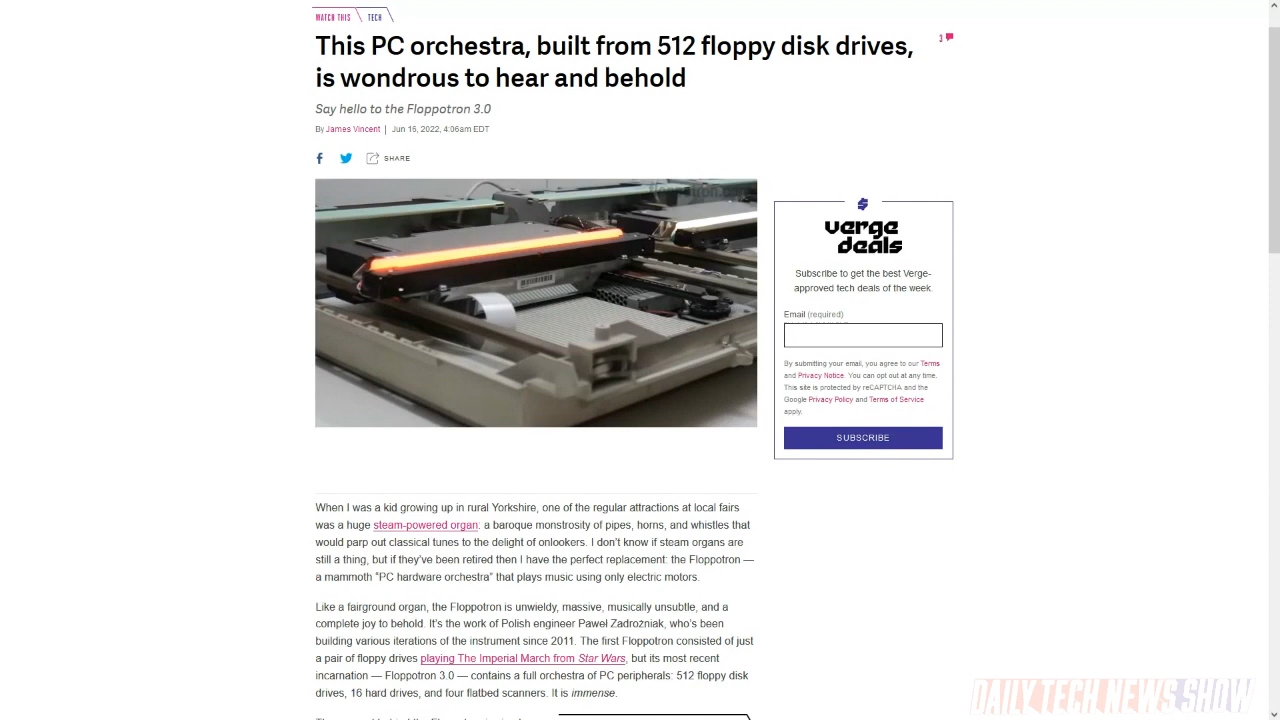 WATCH THIS TECH
This PC orchestra, built from 512 floppy disk drives,
is wondrous to hear and behold
3
Say hello to the Floppotron 3.0
By James Vincent | Jun 16, 2022, 4:06am EDT
SHARE
verge
deals
Subscribe to get the best Verge-
approved tech deals of the week.
Email (required)
By submitting your email, you agree to our Terms
and Privacy Notice. You can opt out at any time.
This site is protected by reCAPTCHA and the
Google Privacy Policy and Terms of Service
apply.
SUBSCRIBE
When I was a kid growing up in rural Yorkshire, one of the regular attractions at local fairs
was a huge steam-powered organ: a baroque monstrosity of pipes, horns, and whistles that
would parp out classical tunes to the delight of onlookers. I don't know if steam organs are
still a thing, but if they've been retired then I have the perfect replacement: the Floppotron —
a mammoth “PC hardware orchestra” that plays music using only electric motors.
Like a fairground organ, the Floppotron is unwieldy, massive, musically unsubtle, and a
complete joy to behold. It's the work of Polish engineer Paweł Zadrożniak, who's been
building various iterations of the instrument since 2011. The first Floppotron consisted of just
a pair of floppy drives playing The Imperial March from Star Wars, but its most recent
incarnation — Floppotron 3.0 — contains a full orchestra of PC peripherals: 512 floppy disk
drives, 16 hard drives, and four flatbed scanners. It is immense.
DAILY TECH NEWS SHOW